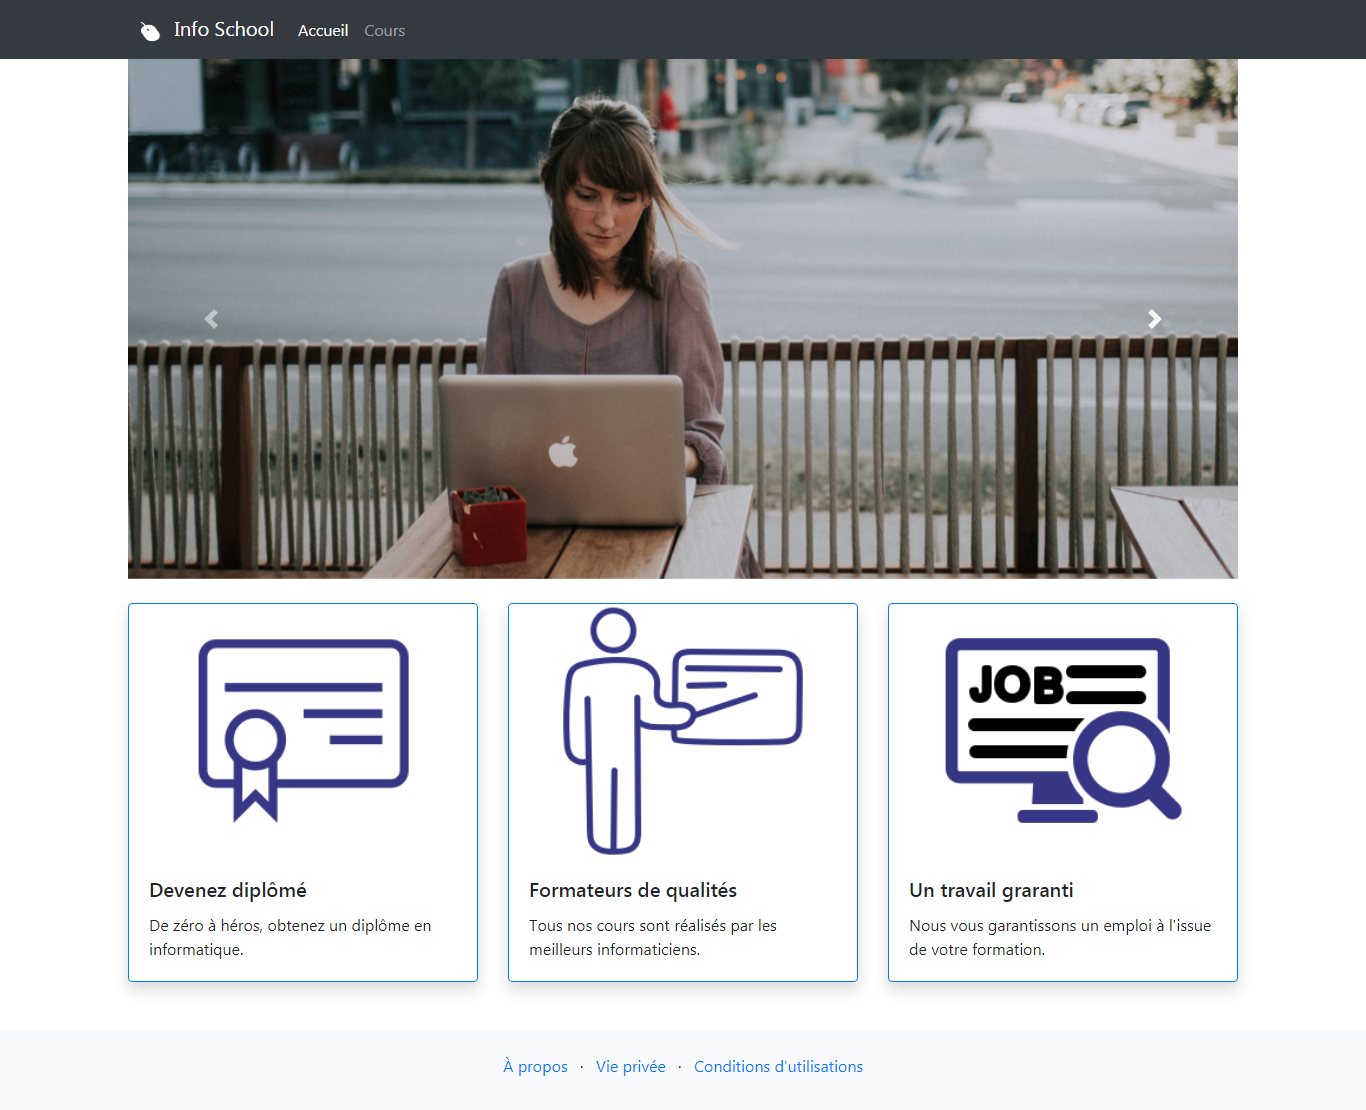 Info School Accueil Cours
JOB
Devenez diplômé
De zéro à héros, obtenez un diplôme en
informatique.
Formateurs de qualités
Tous nos cours sont réalisés par les
meilleurs informaticiens.
Un travail graranti
Nous vous garantissons un emploi à l'issue
de votre formation.
À propos · Vie privée · Conditions d'utilisations